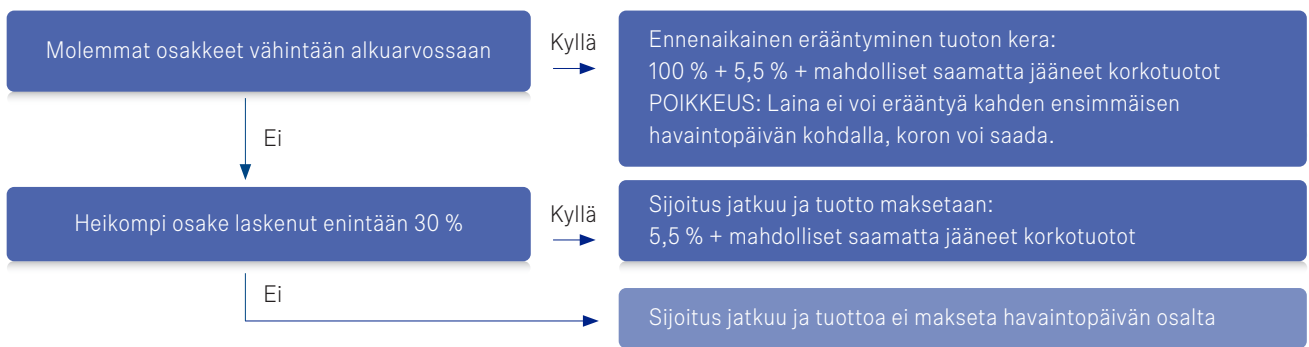 Molemmat osakkeet vähintään alkuarvossaan
Kyllä
Ennenaikainen erääntyminen tuoton kera:
100 % + 5,5 % + mahdolliset saamatta jääneet korkotuotot
POIKKEUS: Laina ei voi erääntyä kahden ensimmäisen
havaintopäivän kohdalla, koron voi saada.
Ei
Heikompi osake laskenut enintään 30 %
Kyllä
Sijoitus jatkuu ja tuotto maksetaan:
5,5 % + mahdolliset saamatta jääneet korkotuotot
Ei
Sijoitus jatkuu ja tuottoa ei makseta havaintopäivän osalta